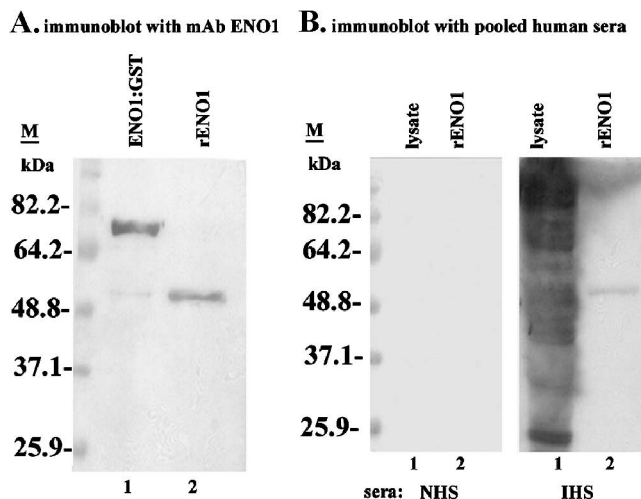 A. immunoblot with mAb ENO1
ENO1:GST
rENO1
M
kDa
82.2-
64.2-
48.8-
37.1-
25.9-
1 2
B. immunoblot with pooled human sera
lysate
rENO1
lysate
rENO1
M
kDa
82.2-
64.2-
48.8-
37.1-
25.9-
1 2 1 2
sera: NHS IHS